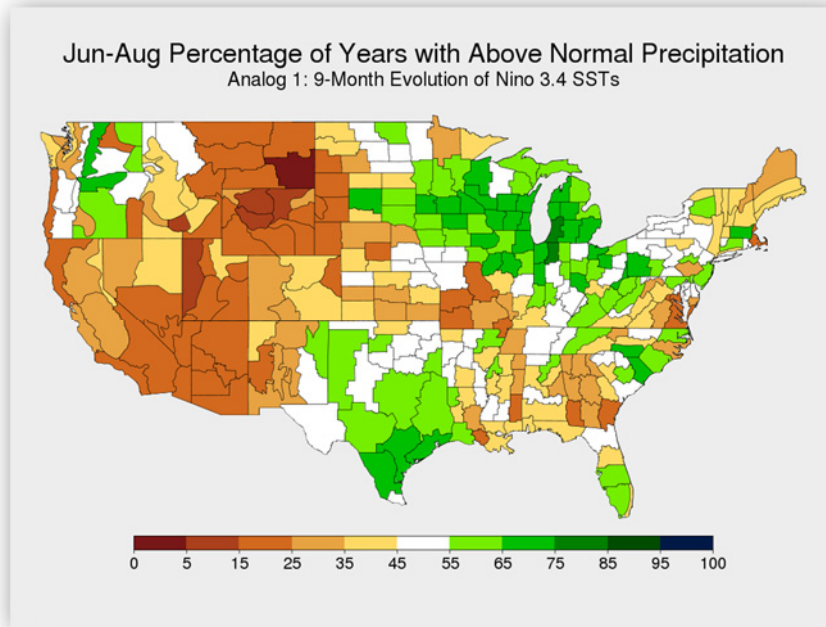 Jun-Aug Percentage of Years with Above Normal Precipitation
Analog 1: 9-Month Evolution of Nino 3.4 SSTs
0 5 15 25 35 45 55 65 75 85 95 100